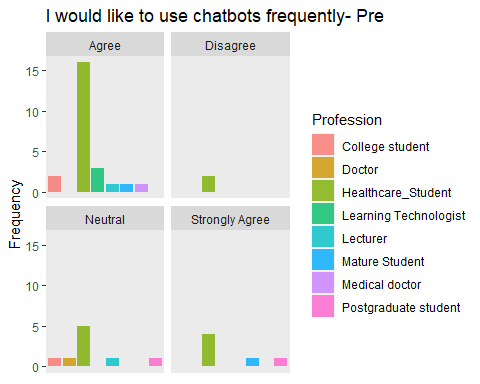 I would like to use chatbots frequently- Pre
Agree
Disagree
15
10
5
0
Neutral
Strongly Agree
15
10
5
0
Frequency
Profession
College student
Doctor
Healthcare_Student
Learning Technologist
Lecturer
Mature Student
Medical doctor
Postgraduate student